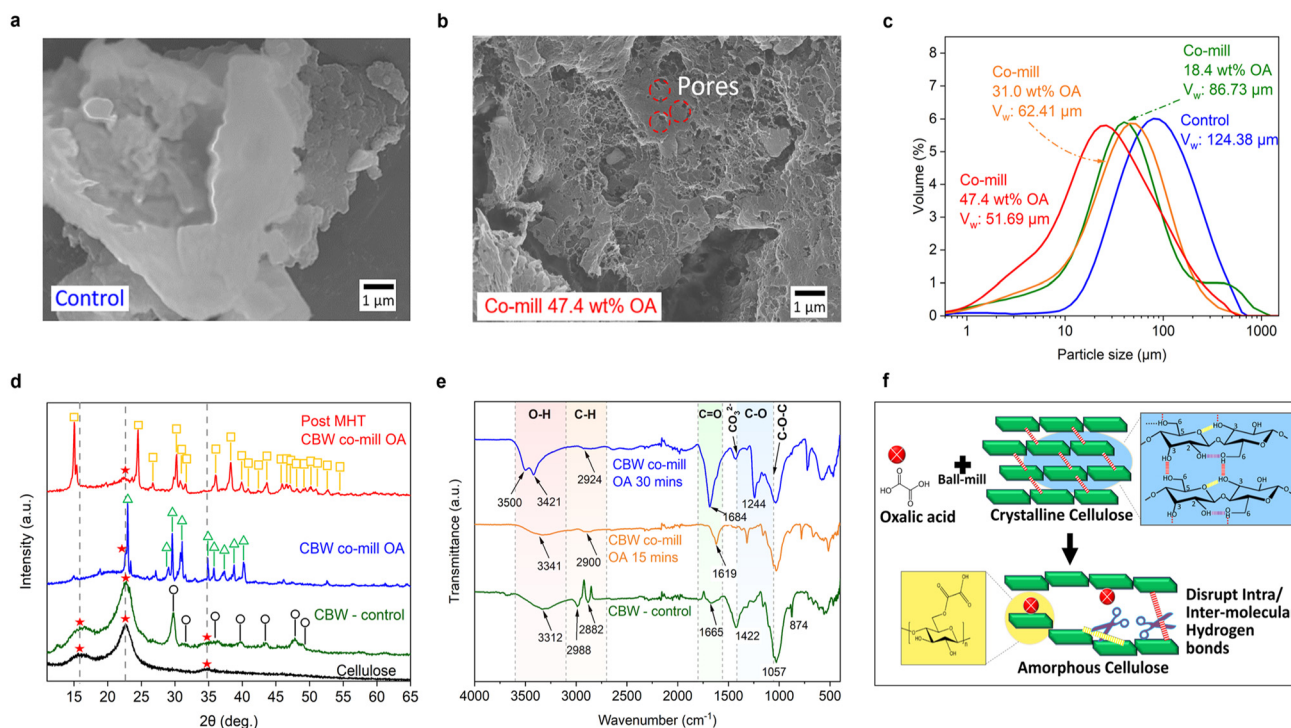 a
Control
1 μm
b
Pores
Co-mill 47.4 wt% OA
1 μm
c
Volume (%)
8
7
6
5
4
3
2
1
0
Co-mill
31.0 wt% OA
Vw: 62.41 μm
Co-mill
18.4 wt% OA
Vw: 86.73 μm
Control
Vw: 124.38 μm
Co-mill
47.4 wt% OA
Vw: 51.69 μm
1 10 100 1000
Particle size (μm)
d
Intensity (a.u.)
Post MHT
CBW co-mill OA
CBW co-mill OA
CBW - control
Cellulose
15 20 25 30 35 40 45 50 55 60 65
2θ (deg.)
e
Transmittance (a.u.)
O-H C-H C=O CO₃²⁻ C-O C-O-C
CBW co-mill
OA 30 mins
3500 3421 2924 1684 1244
CBW co-mill
OA 15 mins
3341 2900 1619
CBW - control
3312 2988 2882 1665 1422 1057 874
4000 3500 3000 2500 2000 1500 1000 500
Wavenumber (cm⁻¹)
f
Oxalic acid
Ball-mill
Crystalline Cellulose
Disrupt Intra/
Inter-molecular
Hydrogen
bonds
Amorphous Cellulose